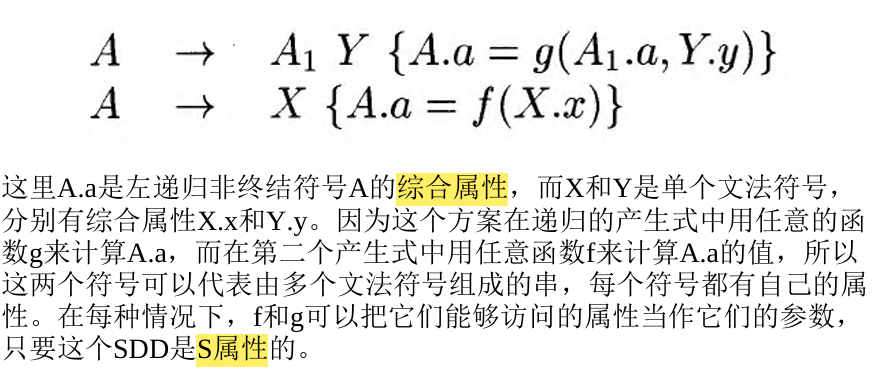 A → A₁ Y {A.a = g(A₁.a, Y.y)}
A → X {A.a = f(X.x)}
这里A.a是左递归非终结符号A的综合属性，而X和Y是单个文法符号，
分别有综合属性X.x和Y.y。因为这个方案在递归的产生式中用任意的函
数g来计算A.a，而在第二个产生式中用任意函数f来计算A.a的值，所以
这两个符号可以代表由多个文法符号组成的串，每个符号都有自己的属
性。在每种情况下，f和g可以把它们能够访问的属性当作它们的参数，
只要这个SDD是S属性的。